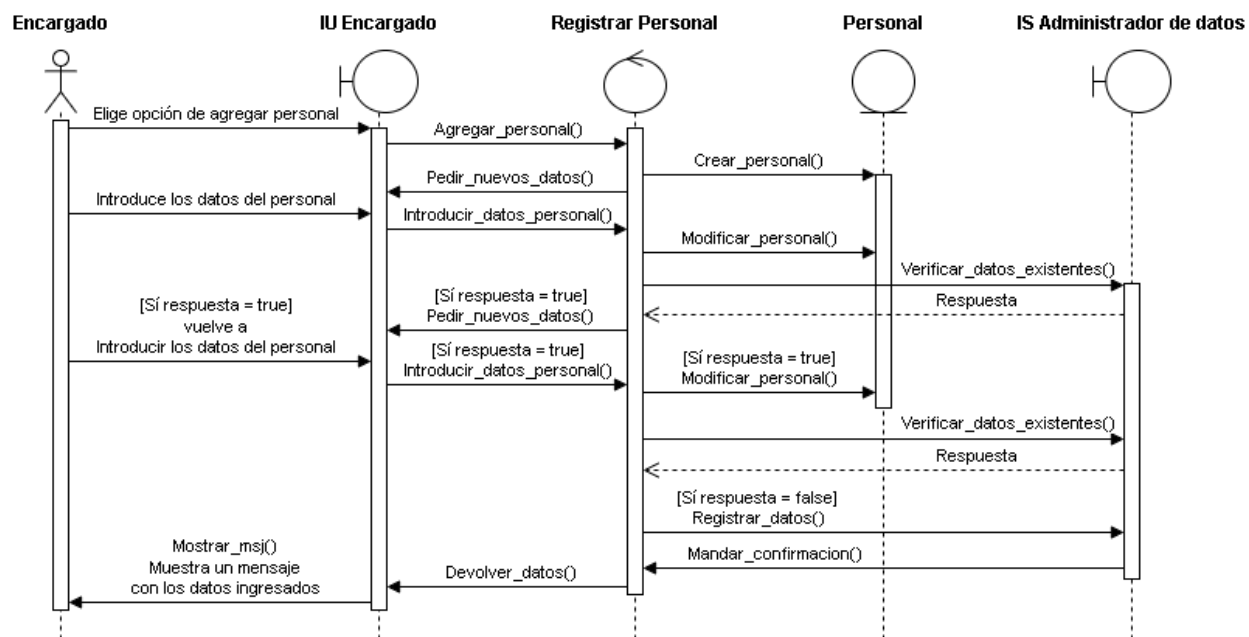 Encargado
IU Encargado
Registrar Personal
Personal
IS Administrador de datos
Elige opción de agregar personal
Agregar_personal()
Crear_personal()
Pedir_nuevos_datos()
Introduce los datos del personal
Introducir_datos_personal()
Modificar_personal()
Verificar_datos_existentes()
Respuesta
[Sí respuesta = true]
Pedir_nuevos_datos()
[Sí respuesta = true]
vuelve a
Introducir los datos del personal
[Sí respuesta = true]
Introducir_datos_personal()
[Sí respuesta = true]
Modificar_personal()
Verificar_datos_existentes()
Respuesta
[Sí respuesta = false]
Registrar_datos()
Mandar_confirmacion()
Devolver_datos()
Mostrar_msj()
Muestra un mensaje
con los datos ingresados